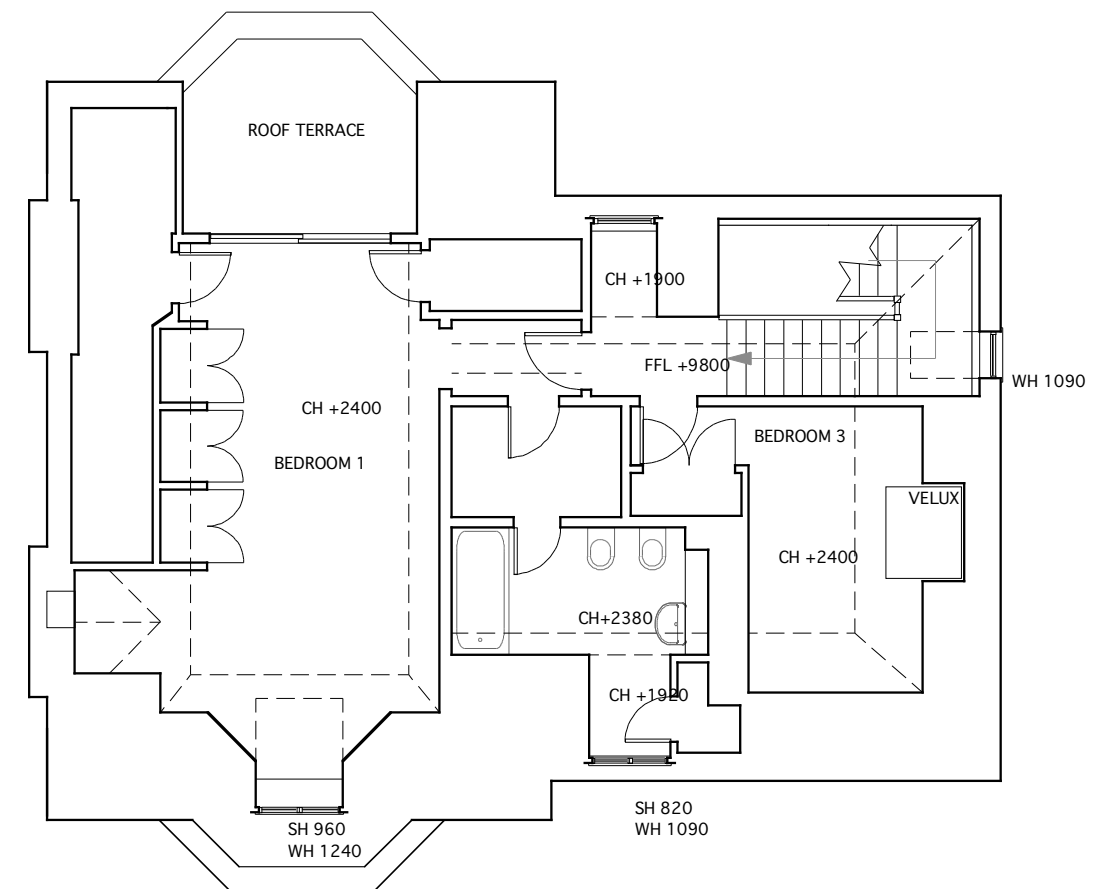 ROOF TERRACE
CH +1900
FFL +9800
WH 1090
CH +2400
BEDROOM 3
BEDROOM 1
VELUX
CH +2400
CH+2380
CH +1920
SH 820
WH 1090
SH 960
WH 1240